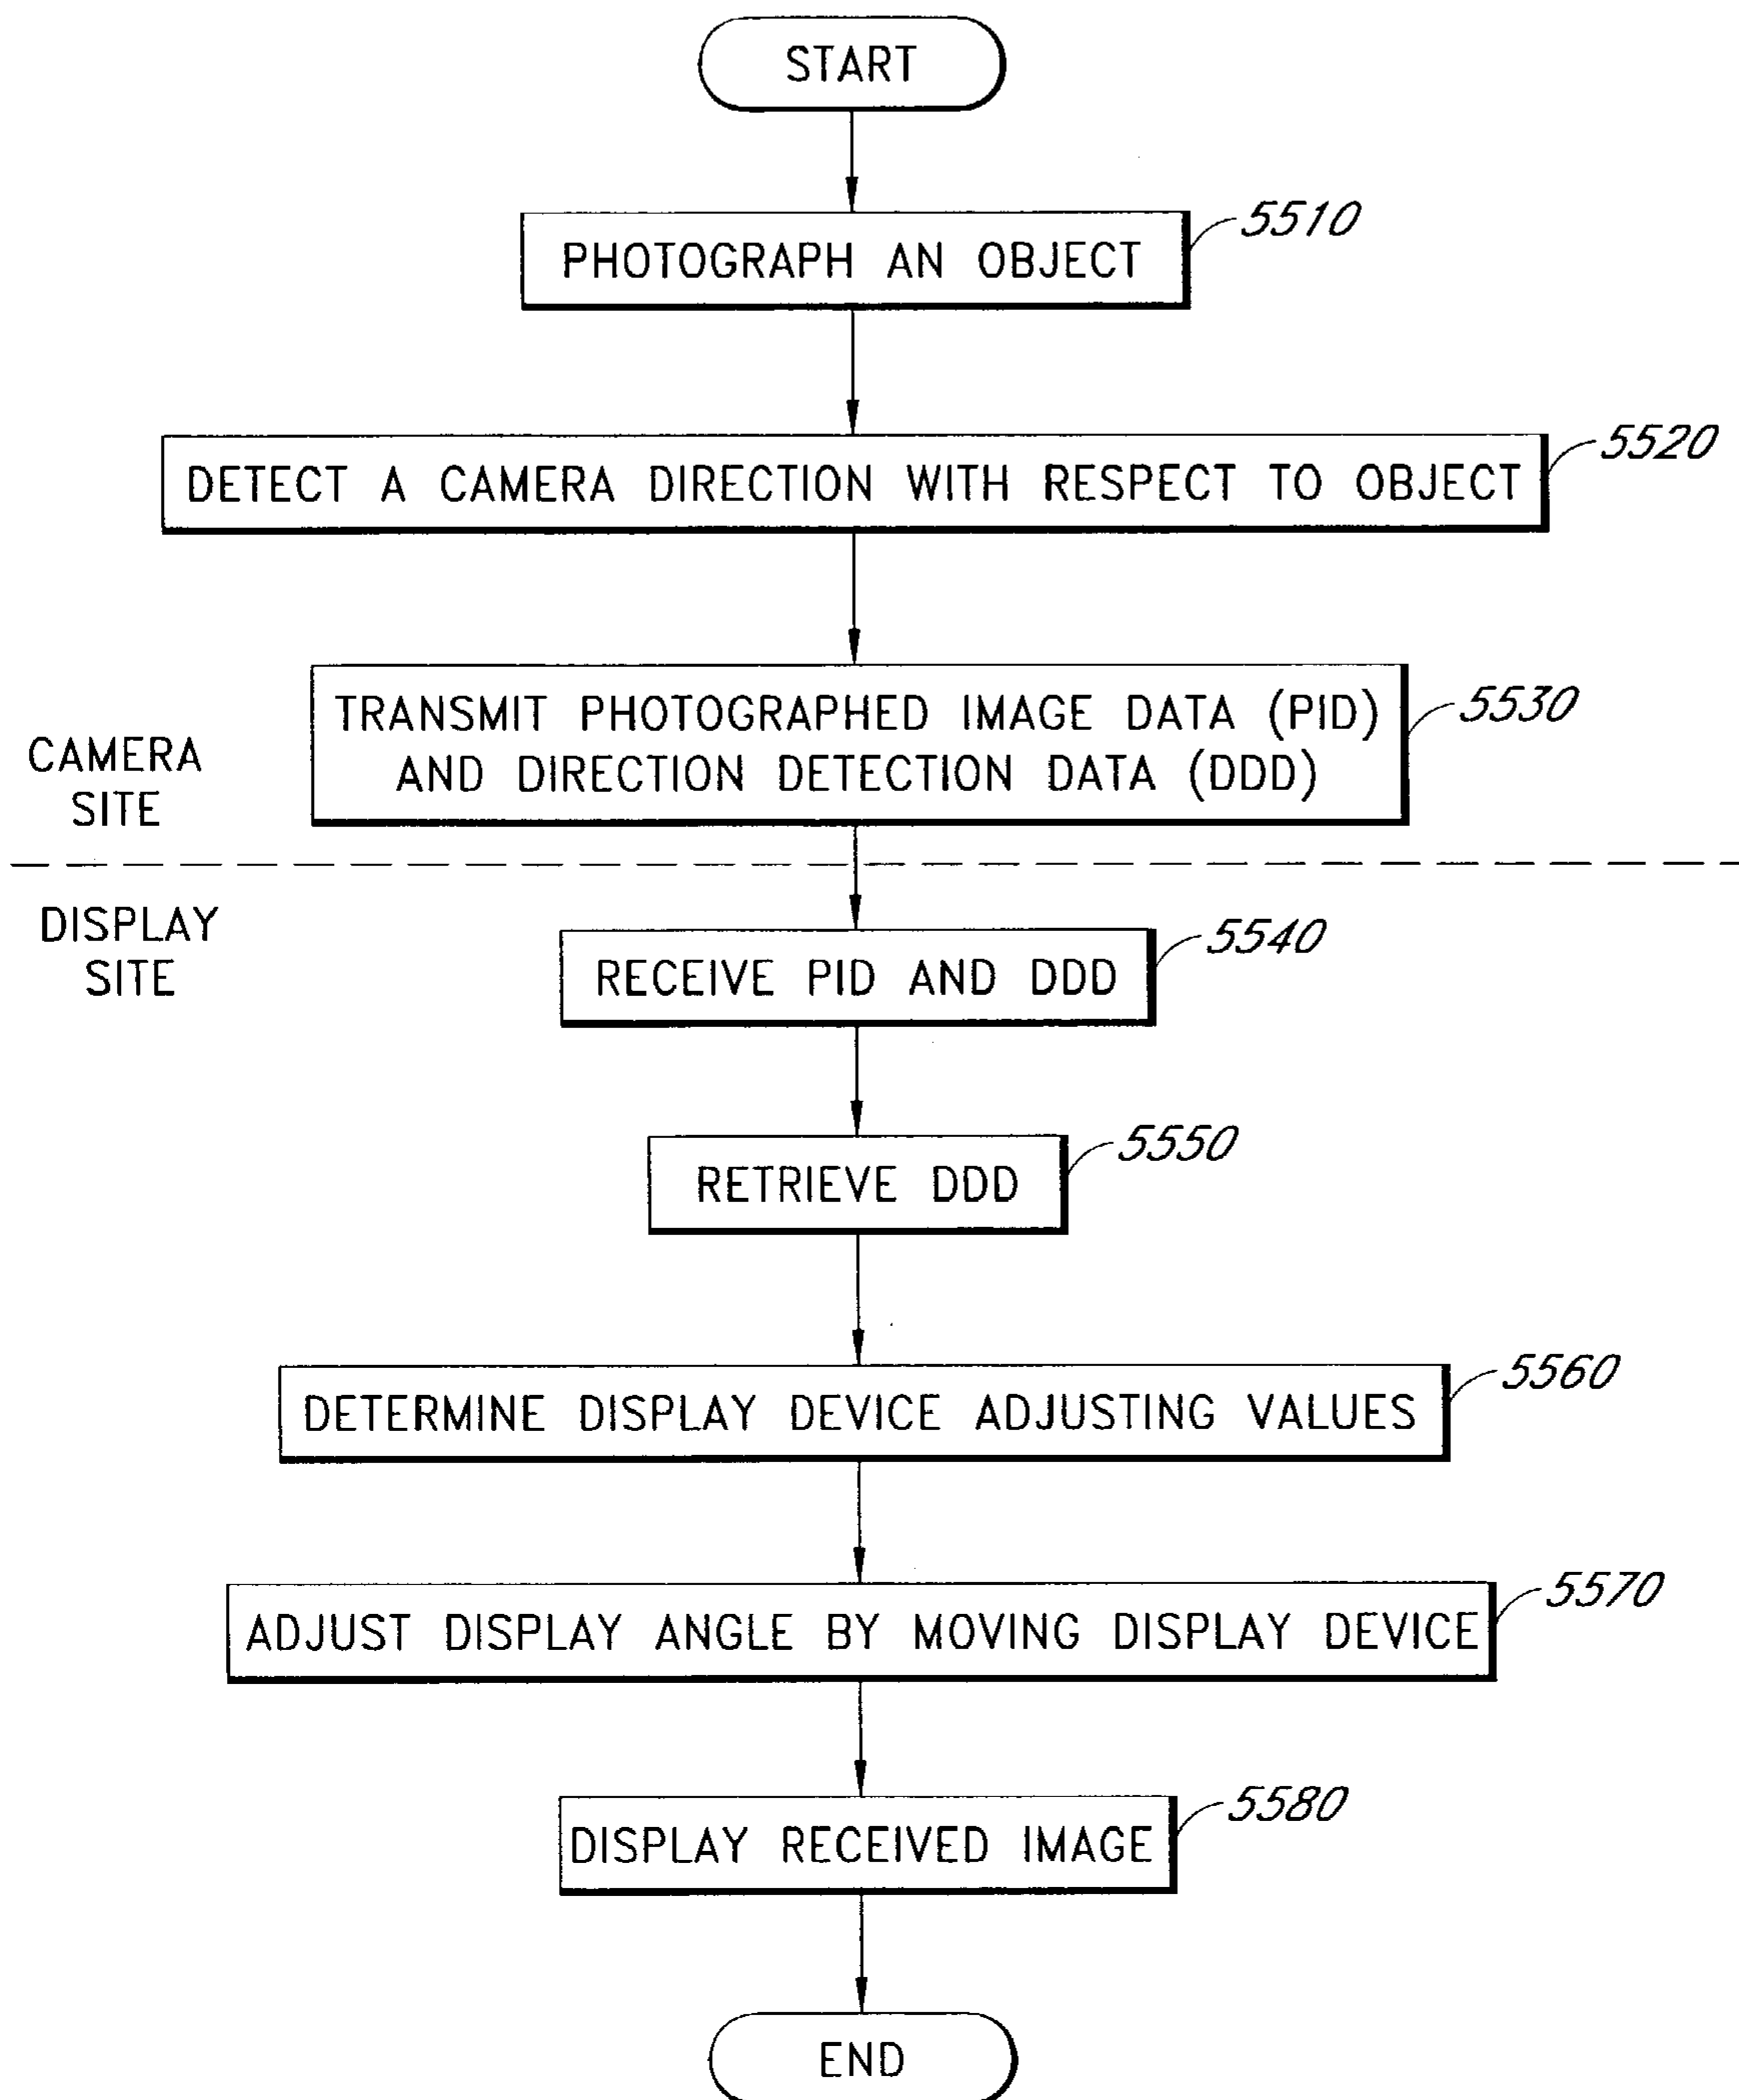 START
PHOTOGRAPH AN OBJECT
5510
DETECT A CAMERA DIRECTION WITH RESPECT TO OBJECT
5520
TRANSMIT PHOTOGRAPHED IMAGE DATA (PID)
AND DIRECTION DETECTION DATA (DDD)
5530
CAMERA
SITE
DISPLAY
SITE
RECEIVE PID AND DDD
5540
RETRIEVE DDD
5550
DETERMINE DISPLAY DEVICE ADJUSTING VALUES
5560
ADJUST DISPLAY ANGLE BY MOVING DISPLAY DEVICE
5570
DISPLAY RECEIVED IMAGE
5580
END